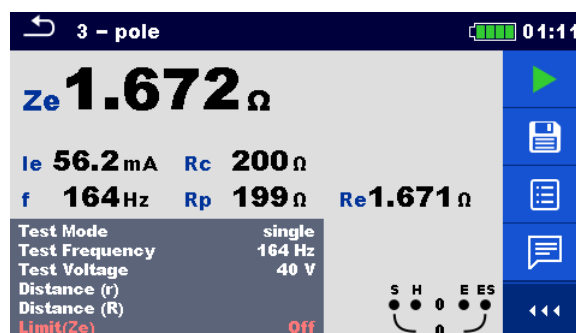 3 - pole 01:11
Ze 1.672 Ω
Ie 56.2 mA Rc 200 Ω
f 164 Hz Rp 199 Ω Re 1.671 Ω
Test Mode single
Test Frequency 164 Hz
Test Voltage 40 V
Distance (r)
Distance (R)
Limit(Ze) Off
S H E ES